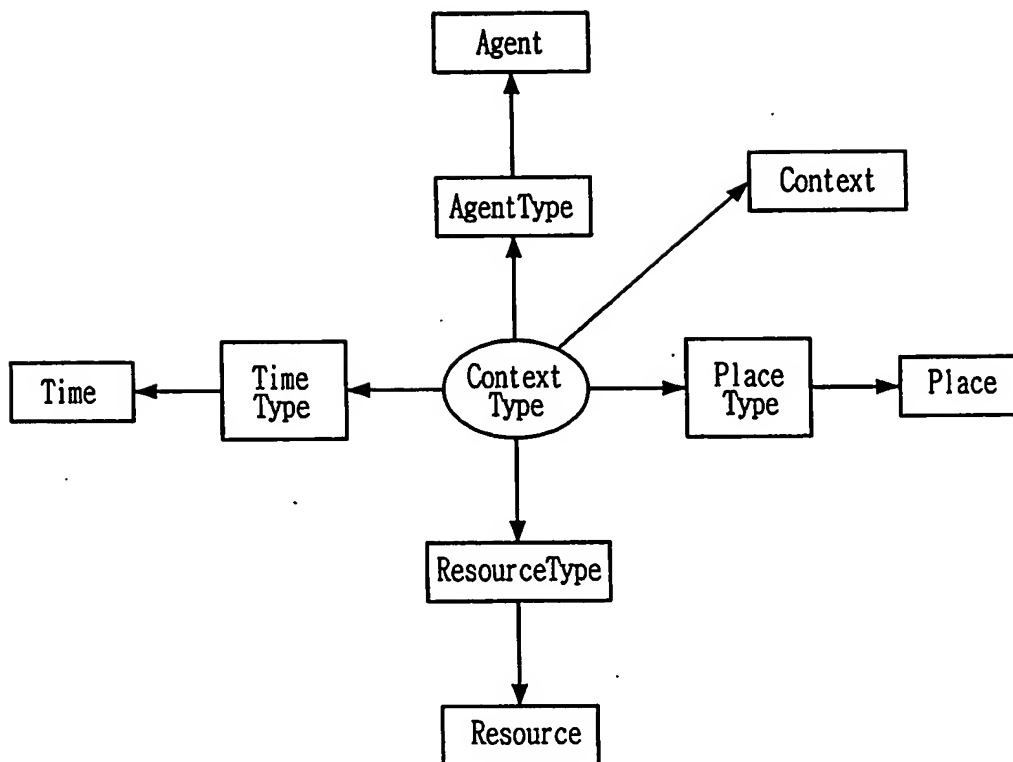 Agent
Context
AgentType
Time
Time
Type
Context
Type
Place
Type
Place
ResourceType
Resource